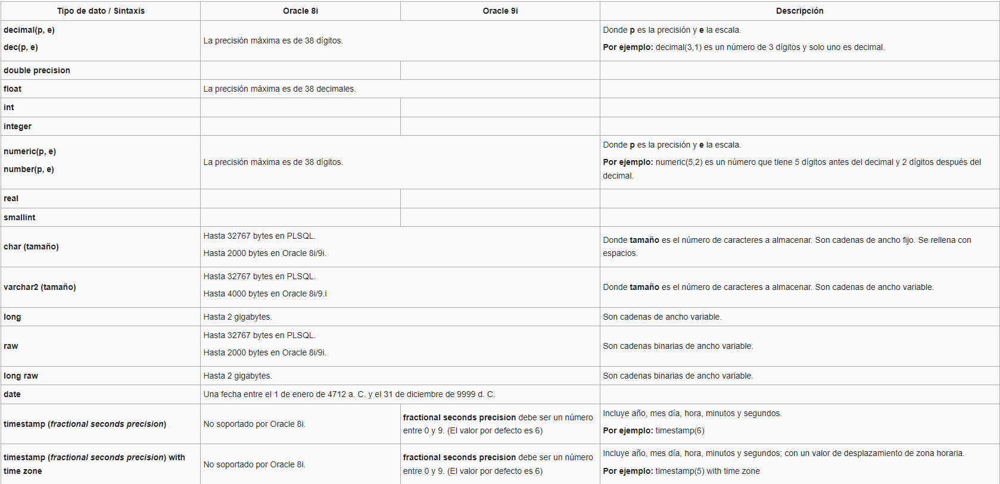 Tipo de dato / Sintaxis Oracle 8i Oracle 9i Descripción
decimal(p, e)
dec(p, e)
La precisión máxima es de 38 dígitos.
Donde p es la precisión y e la escala.
Por ejemplo: decimal(3,1) es un número de 3 dígitos y solo uno es decimal.
double precision
float La precisión máxima es de 38 decimales.
int
integer
numeric(p, e)
number(p, e)
La precisión máxima es de 38 dígitos.
Donde p es la precisión y e la escala.
Por ejemplo: numeric(5,2) es un número que tiene 5 dígitos antes del decimal y 2 dígitos después del
decimal.
real
smallint
char (tamaño)
Hasta 32767 bytes en PLSQL.
Hasta 2000 bytes en Oracle 8i/9i.
Donde tamaño es el número de caracteres a almacenar. Son cadenas de ancho fijo. Se rellena con
espacios.
varchar2 (tamaño)
Hasta 32767 bytes en PLSQL.
Hasta 4000 bytes en Oracle 8i/9.i
Donde tamaño es el número de caracteres a almacenar. Son cadenas de ancho variable.
long Hasta 2 gigabytes. Son cadenas de ancho variable.
raw
Hasta 32767 bytes en PLSQL.
Hasta 2000 bytes en Oracle 8i/9i.
Son cadenas binarias de ancho variable.
long raw Hasta 2 gigabytes. Son cadenas binarias de ancho variable.
date Una fecha entre el 1 de enero de 4712 a. C. y el 31 de diciembre de 9999 d. C.
timestamp (fractional seconds precision)
No soportado por Oracle 8i.
fractional seconds precision debe ser un número
entre 0 y 9. (El valor por defecto es 6)
Incluye año, mes día, hora, minutos y segundos.
Por ejemplo: timestamp(6)
timestamp (fractional seconds precision) with
time zone
No soportado por Oracle 8i.
fractional seconds precision debe ser un número
entre 0 y 9. (El valor por defecto es 6)
Incluye año, mes día, hora, minutos y segundos; con un valor de desplazamiento de zona horaria.
Por ejemplo: timestamp(5) with time zone